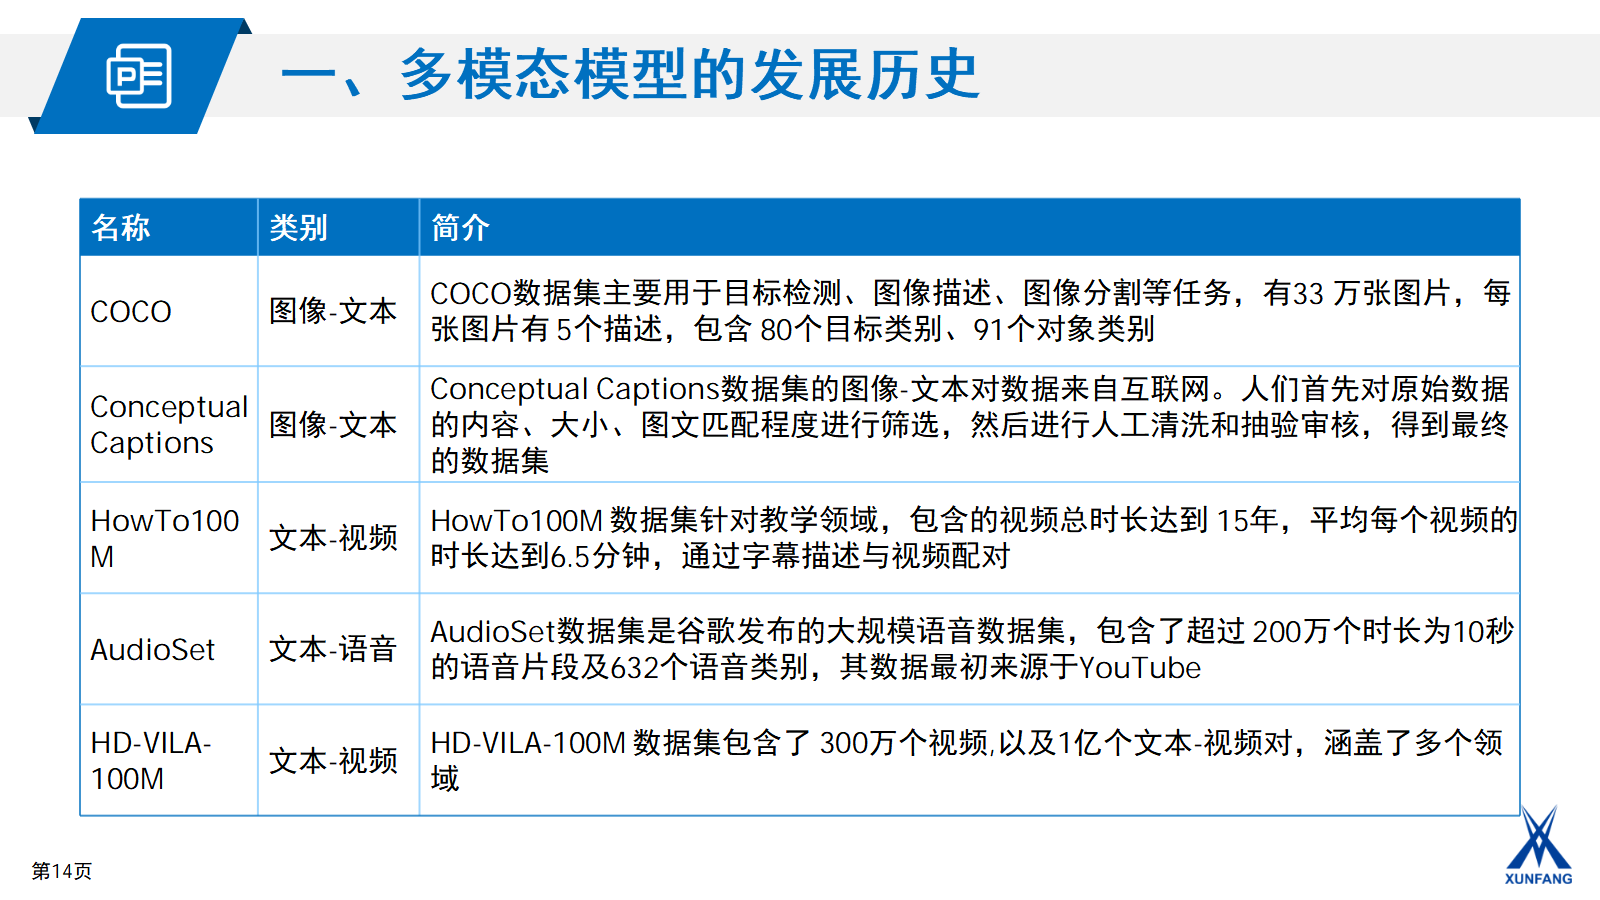 一、多模态模型的发展历史
名称
类别
简介
COCO
图像-文本
COCO数据集主要用于目标检测、图像描述、图像分割等任务，有33 万张图片，每
张图片有 5个描述，包含 80个目标类别、91个对象类别
Conceptual
Captions
图像-文本
Conceptual Captions数据集的图像-文本对数据来自互联网。人们首先对原始数据
的内容、大小、图文匹配程度进行筛选，然后进行人工清洗和抽验审核，得到最终
的数据集
HowTo100
M
文本-视频
HowTo100M 数据集针对教学领域，包含的视频总时长达到 15年，平均每个视频的
时长达到6.5分钟，通过字幕描述与视频配对
AudioSet
文本-语音
AudioSet数据集是谷歌发布的大规模语音数据集，包含了超过 200万个时长为10秒
的语音片段及632个语音类别，其数据最初来源于YouTube
HD-VILA-
100M
文本-视频
HD-VILA-100M 数据集包含了 300万个视频,以及1亿个文本-视频对，涵盖了多个领
域
第14页
XUNFANG